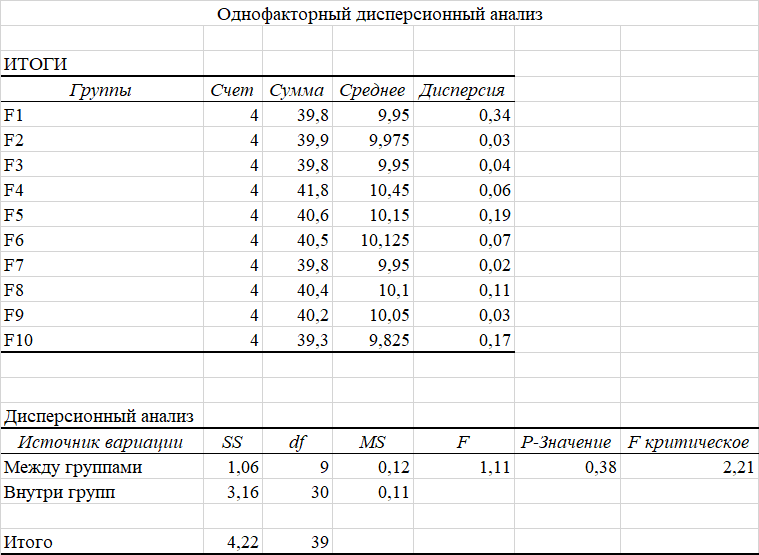 Однофакторный дисперсионный анализ
ИТОГИ
Группы Счет Сумма Среднее Дисперсия
F1 4 39,8 9,95 0,34
F2 4 39,9 9,975 0,03
F3 4 39,8 9,95 0,04
F4 4 41,8 10,45 0,06
F5 4 40,6 10,15 0,19
F6 4 40,5 10,125 0,07
F7 4 39,8 9,95 0,02
F8 4 40,4 10,1 0,11
F9 4 40,2 10,05 0,03
F10 4 39,3 9,825 0,17
Дисперсионный анализ
Источник вариации SS df MS F P-Значение F критическое
Между группами 1,06 9 0,12 1,11 0,38 2,21
Внутри групп 3,16 30 0,11
Итого 4,22 39